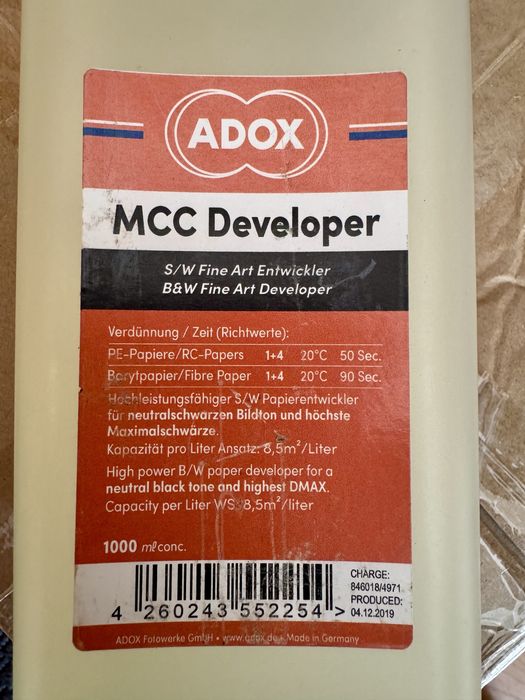 ADOX
MCC Developer
S/W Fine Art Entwickler
B&W Fine Art Developer
Verdünnung / Zeit (Richtwerte):
PE-Papiere/RC-Papers 1+4 20°C 50 Sec.
Barytpapier/Fibre Paper 1+4 20°C 90 Sec.
Hochleistungsfähiger S/W Papierentwickler
für neutralschwarzen Bildton und höchste
Maximalschwärze.
Kapazität pro Liter Ansatz: 8,5m²/Liter
High power B/W paper developer for a
neutral black tone and highest DMAX.
Capacity per Liter WS: 8,5m²/liter
1000 ml conc.
CHARGE:
846018/4971
PRODUCED:
04.12.2019
4 260243 552254 >
ADOX Fotowerke GmbH • www.adox.de • Made in Germany